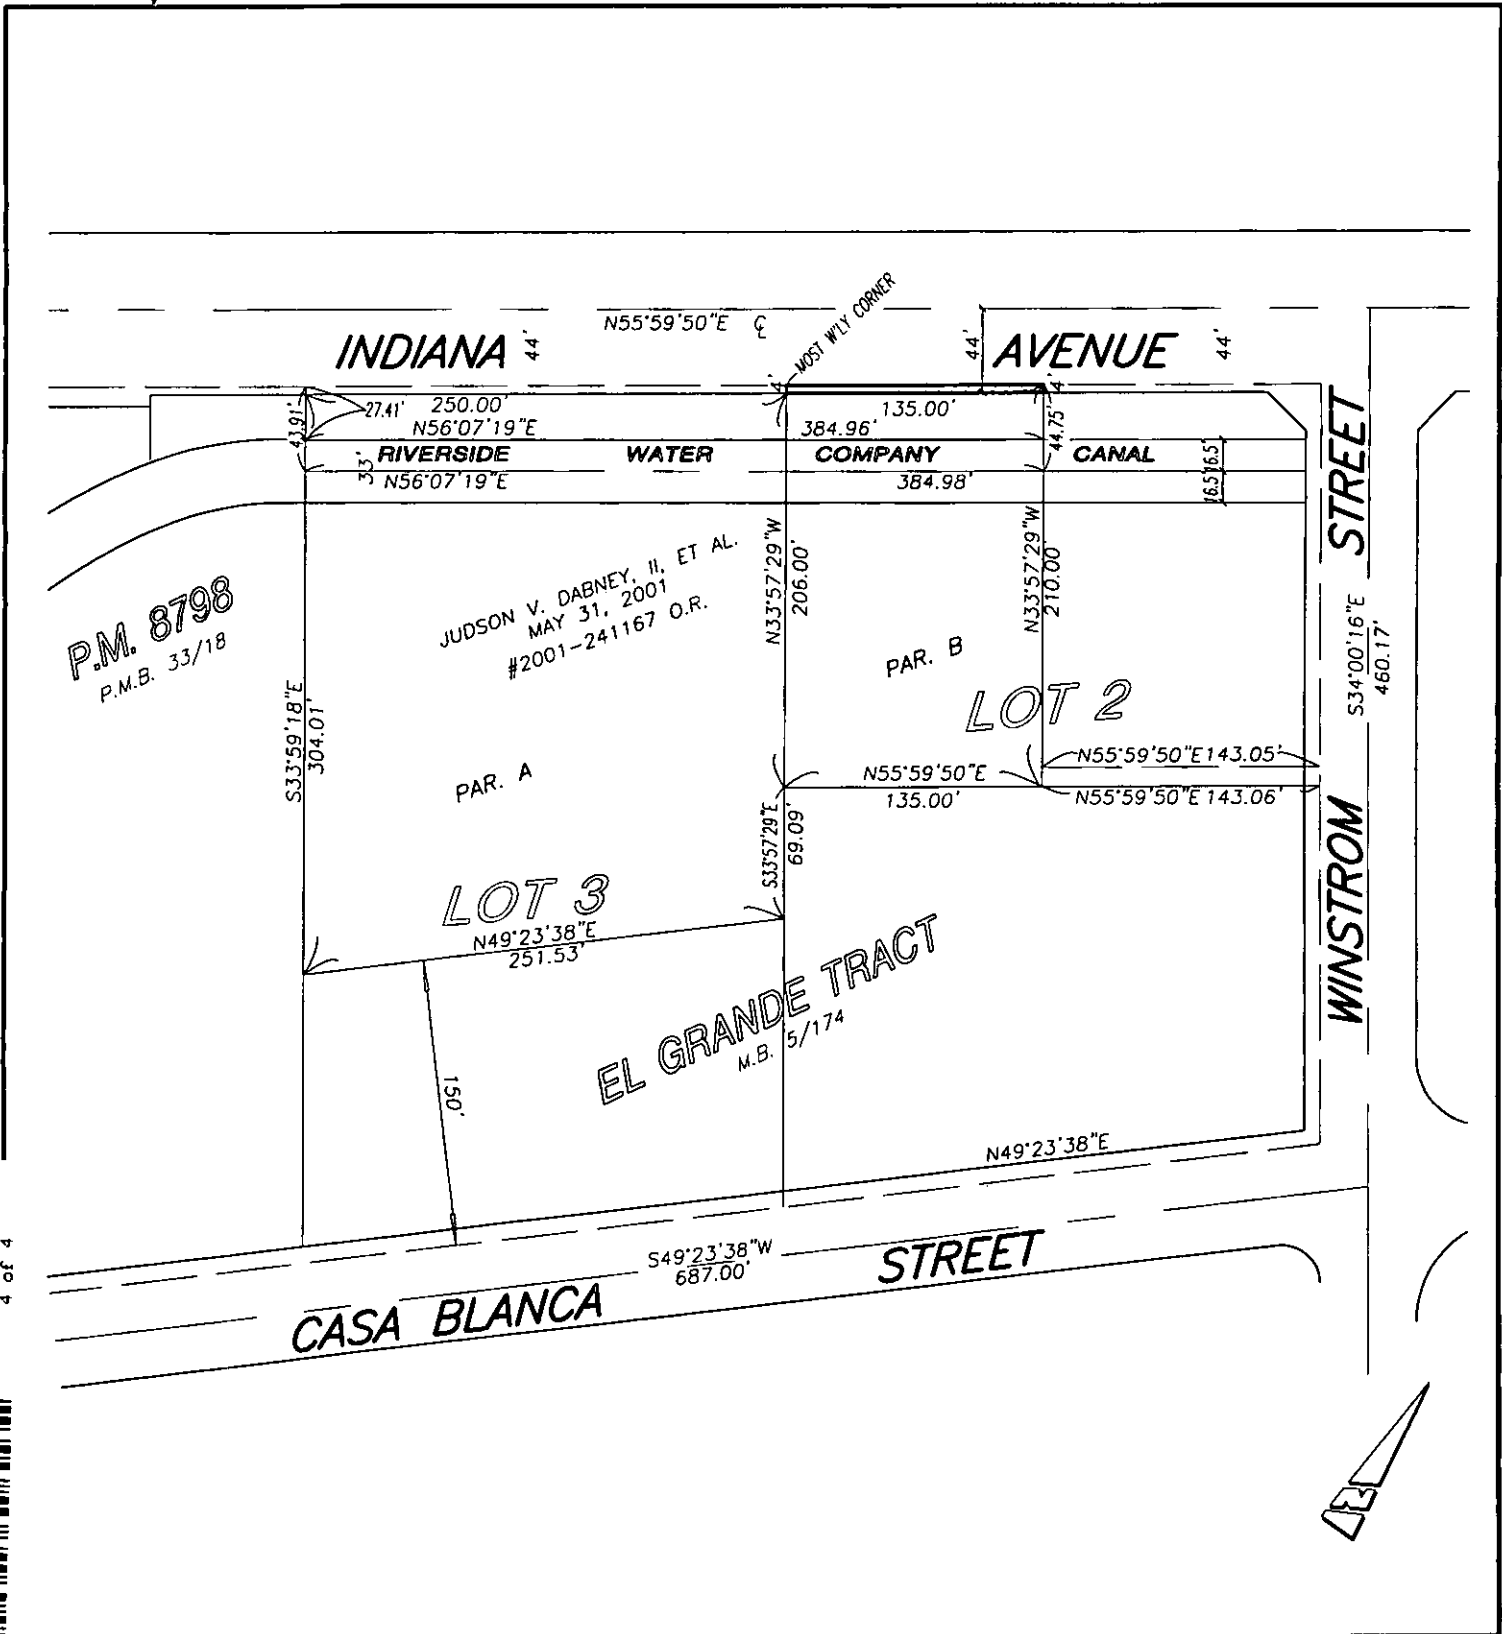 MOST W'LY CORNER
N55°59'50"E ℄
INDIANA 44' 44' AVENUE 44'
4' 4'
27.41' 250.00' 135.00'
43.91' N56°07'19"E 384.96' 44.75'
RIVERSIDE WATER COMPANY CANAL 16.5'
33' N56°07'19"E 384.98' 16.5'
STREET
JUDSON V. DABNEY, II, ET AL.
MAY 31, 2001
#2001-241167 O.R.
N33°57'29"W
206.00'
N33°57'29"W
210.00'
P.M. 8798
P.M.B. 33/18
PAR. B
S34°00'16"E
460.17'
LOT 2
S33°59'18"E
304.01'
N55°59'50"E 143.05'
PAR. A
N55°59'50"E
135.00'
N55°59'50"E 143.06'
S33°57'29"E
69.09'
WINSTROM
LOT 3
N49°23'38"E
251.53'
EL GRANDE TRACT
M.B. 5/174
150'
N49°23'38"E
S49°23'38"W
687.00'
STREET
CASA BLANCA
4 of 4
N